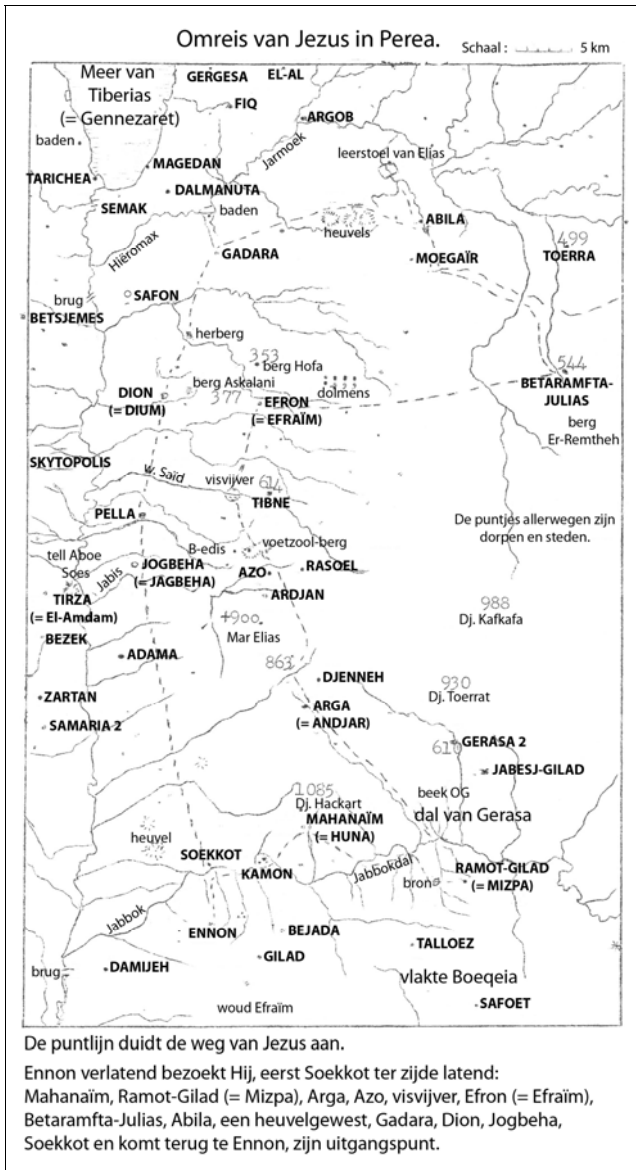 Omreis van Jezus in Perea.
Schaal: 5 km
Meer van
Tiberias
(= Gennezaret)
GERGESA
EL-AL
FIQ
ARGOB
baden
Jarmoek
leerstoel van Elias
MAGEDAN
TARICHEA
DALMANUTA
SEMAK
baden
ABILA
heuvels
499
Hiëromax
GADARA
MOEGAÏR
TOERRA
SAFON
brug
BETSJEMES
herberg
353
berg Hofa
544
berg Askalani
377
dolmens
DION
(= DIUM)
EFRON
(= EFRAÏM)
BETARAMFTA-
JULIAS
berg
Er-Remtheh
SKYTOPOLIS
W. Saïd
visvijver
614
TIBNE
PELLA
De puntjes allerwegen zijn
dorpen en steden.
B-edis
voetzool-berg
tell Aboe
Soes
Jabis
JOGBEHA
(= JAGBEHA)
AZO
RASOEL
TIRZA
(= El-Amdam)
ARDJAN
+900
Mar Elias
988
Dj. Kafkafa
BEZEK
ADAMA
863
DJENNEH
930
Dj. Toerrat
ZARTAN
ARGA
(= ANDJAR)
SAMARIA 2
GERASA 2
610
JABESJ-GILAD
1085
Dj. Hackart
MAHANAÏM
(= HUNA)
beek OG
dal van Gerasa
heuvel
SOEKKOT
KAMON
Jabbokdal
RAMOT-GILAD
(= MIZPA)
bron
Jabbok
ENNON
BEJADA
TALLOEZ
GILAD
brug
DAMIJEH
vlakte Boeqeia
woud Efraïm
SAFOET
De puntlijn duidt de weg van Jezus aan.
Ennon verlatend bezoekt Hij, eerst Soekkot ter zijde latend:
Mahanaïm, Ramot-Gilad (= Mizpa), Arga, Azo, visvijver, Efron (= Efraïm),
Betaramfta-Julias, Abila, een heuvelgewest, Gadara, Dion, Jogbeha,
Soekkot en komt terug te Ennon, zijn uitgangspunt.